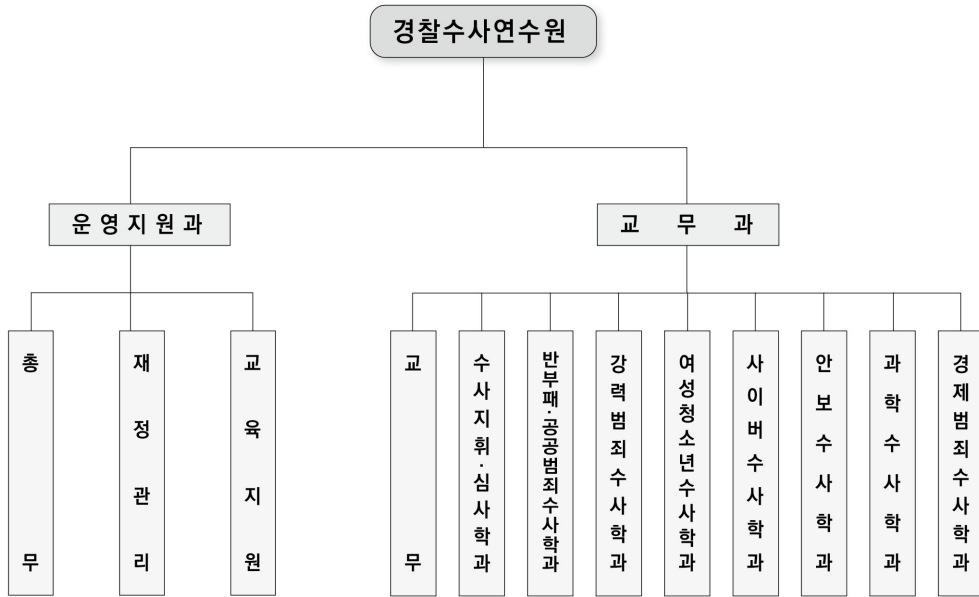 경찰수사연수원
운영지원과
교 무 과
총무
재정관리
교육지원
교무
수사지휘·심사학과
반부패·공공범죄수사학과
강력범죄수사학과
여성청소년수사학과
사이버수사학과
안보수사학과
과학수사학과
경제범죄수사학과